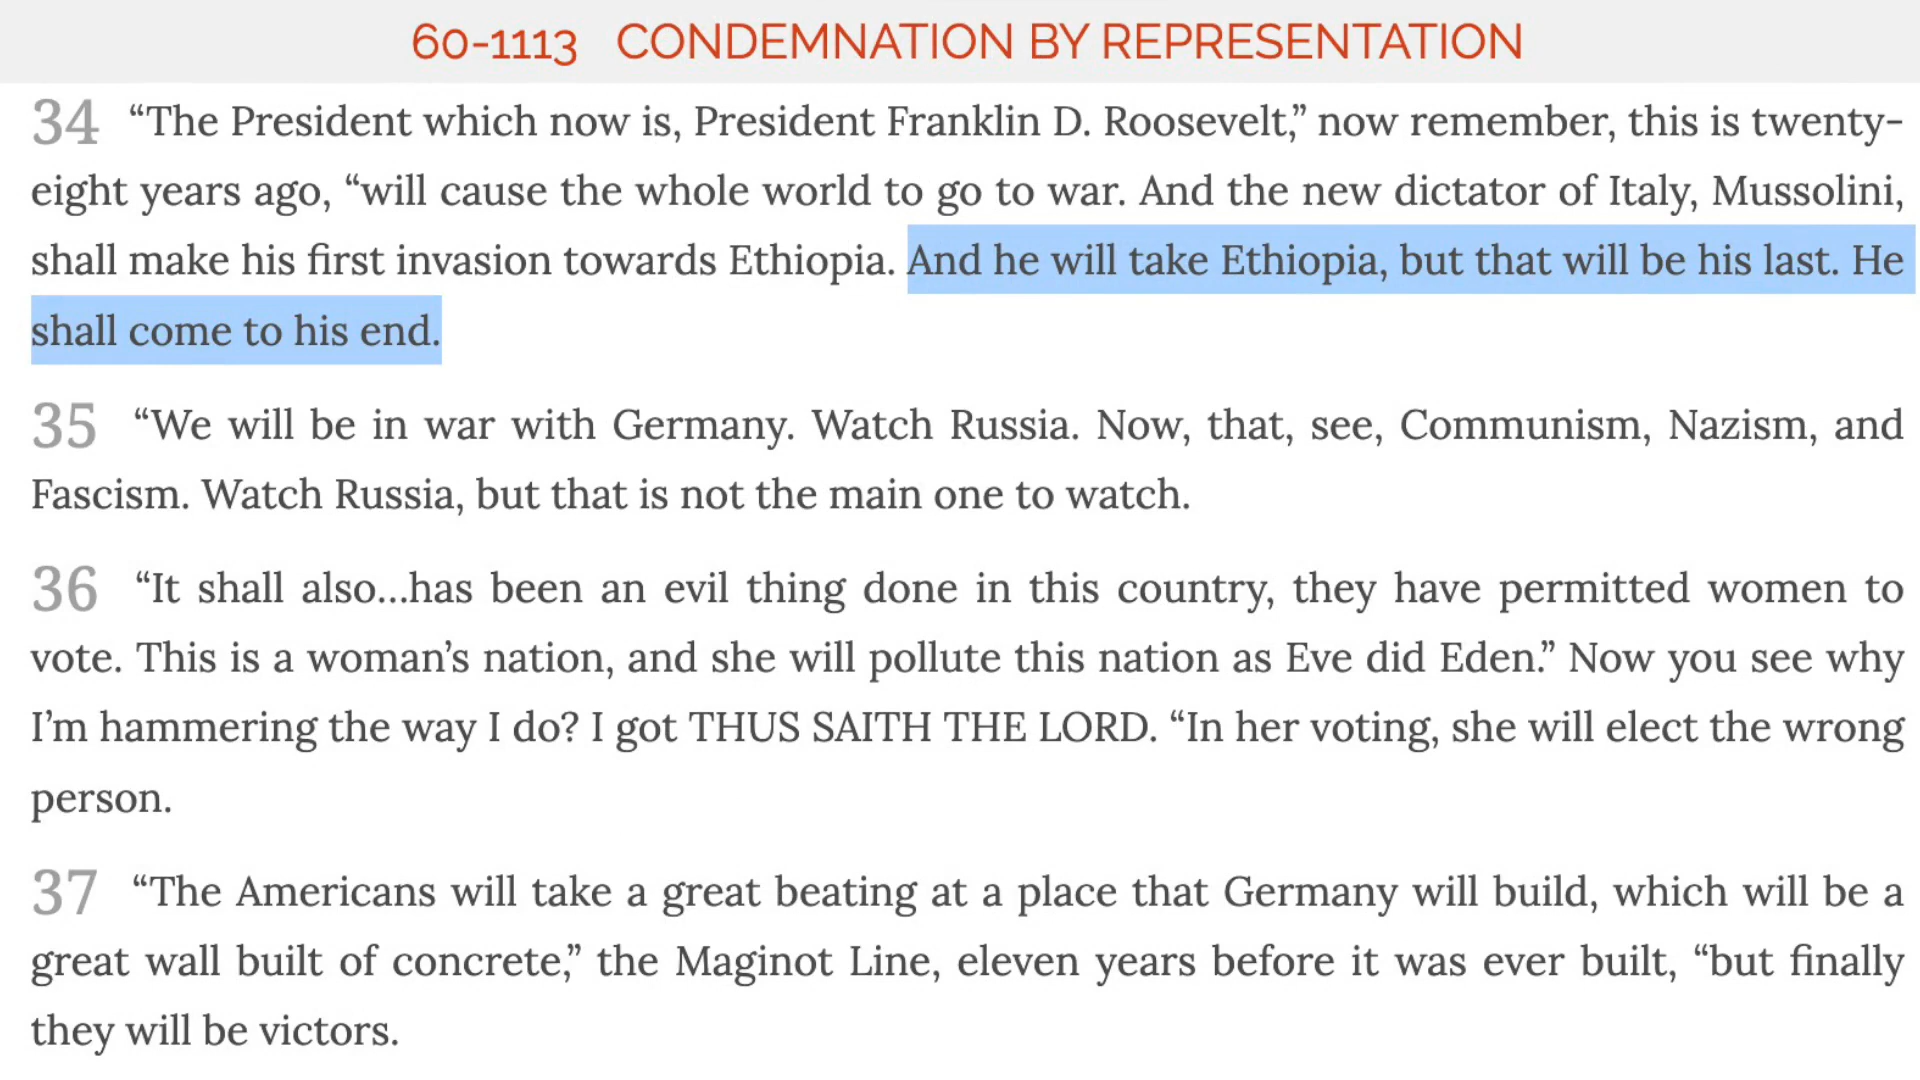 60-1113 CONDEMNATION BY REPRESENTATION
34 “The President which now is, President Franklin D. Roosevelt,” now remember, this is twenty-
eight years ago, “will cause the whole world to go to war. And the new dictator of Italy, Mussolini,
shall make his first invasion towards Ethiopia. And he will take Ethiopia, but that will be his last. He
shall come to his end.
35 “We will be in war with Germany. Watch Russia. Now, that, see, Communism, Nazism, and
Fascism. Watch Russia, but that is not the main one to watch.
36 “It shall also...has been an evil thing done in this country, they have permitted women to
vote. This is a woman’s nation, and she will pollute this nation as Eve did Eden.” Now you see why
I’m hammering the way I do? I got THUS SAITH THE LORD. “In her voting, she will elect the wrong
person.
37 “The Americans will take a great beating at a place that Germany will build, which will be a
great wall built of concrete,” the Maginot Line, eleven years before it was ever built, “but finally
they will be victors.